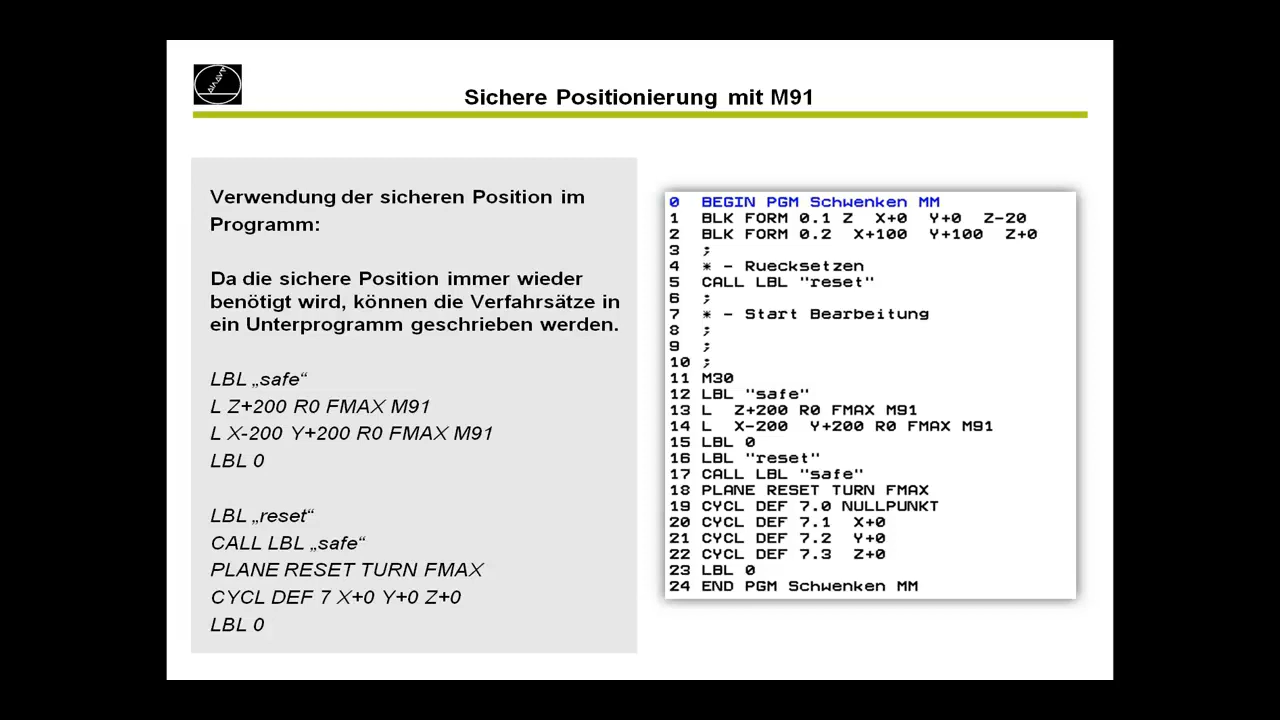 Sichere Positionierung mit M91
Verwendung der sicheren Position im
Programm:
Da die sichere Position immer wieder
benötigt wird, können die Verfahrsätze in
ein Unterprogramm geschrieben werden.
LBL „safe“
L Z+200 R0 FMAX M91
L X-200 Y+200 R0 FMAX M91
LBL 0
LBL „reset“
CALL LBL „safe“
PLANE RESET TURN FMAX
CYCL DEF 7 X+0 Y+0 Z+0
LBL 0
0 BEGIN PGM Schwenken MM
1 BLK FORM 0.1 Z X+0 Y+0 Z-20
2 BLK FORM 0.2 X+100 Y+100 Z+0
3 ;
4 * - Ruecksetzen
5 CALL LBL "reset"
6 ;
7 * - Start Bearbeitung
8 ;
9 ;
10 ;
11 M30
12 LBL "safe"
13 L Z+200 R0 FMAX M91
14 L X-200 Y+200 R0 FMAX M91
15 LBL 0
16 LBL "reset"
17 CALL LBL "safe"
18 PLANE RESET TURN FMAX
19 CYCL DEF 7.0 NULLPUNKT
20 CYCL DEF 7.1 X+0
21 CYCL DEF 7.2 Y+0
22 CYCL DEF 7.3 Z+0
23 LBL 0
24 END PGM Schwenken MM